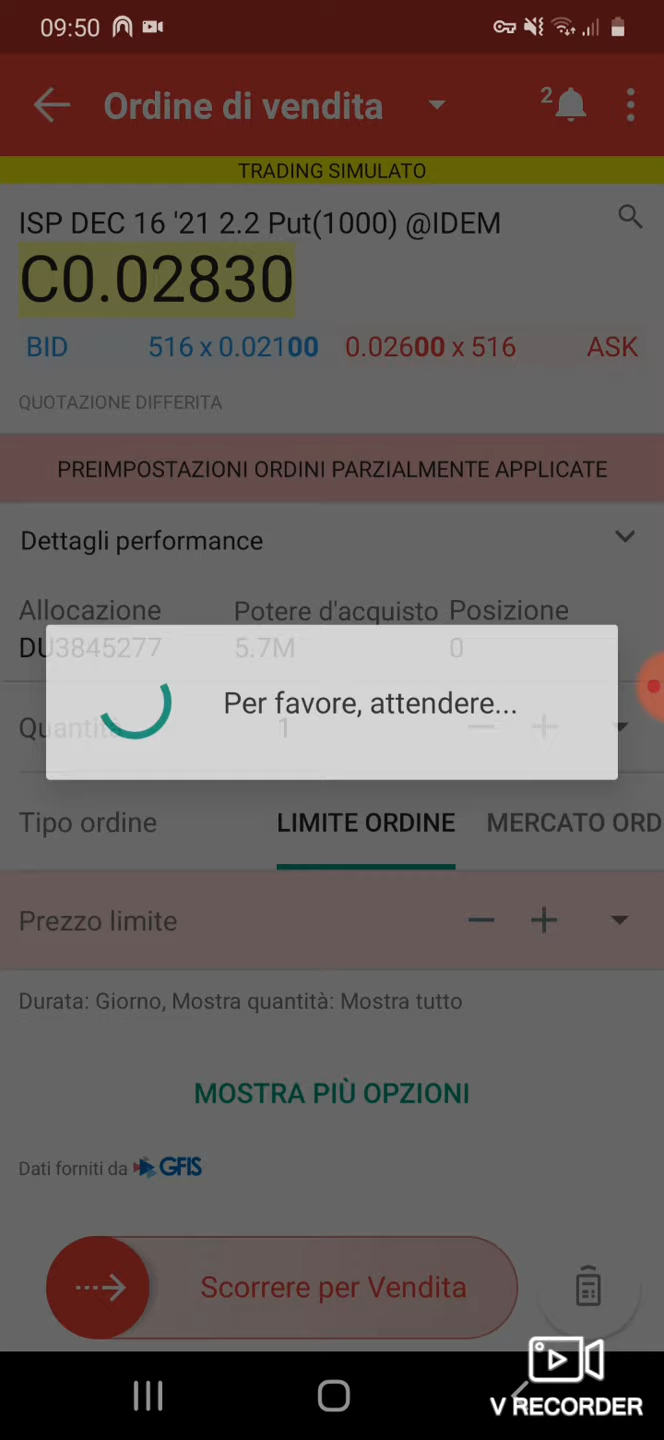 09:50
Ordine di vendita
2
TRADING SIMULATO
ISP DEC 16 '21 2.2 Put(1000) @IDEM
C0.02830
BID 516 x 0.02100 0.02600 x 516 ASK
QUOTAZIONE DIFFERITA
PREIMPOSTAZIONI ORDINI PARZIALMENTE APPLICATE
Dettagli performance
Allocazione Potere d'acquisto Posizione
DU3845277 5.7M 0
Per favore, attendere...
Quantità 1
Tipo ordine LIMITE ORDINE MERCATO ORD
Prezzo limite
Durata: Giorno, Mostra quantità: Mostra tutto
MOSTRA PIÙ OPZIONI
Dati forniti da GFIS
Scorrere per Vendita
V RECORDER